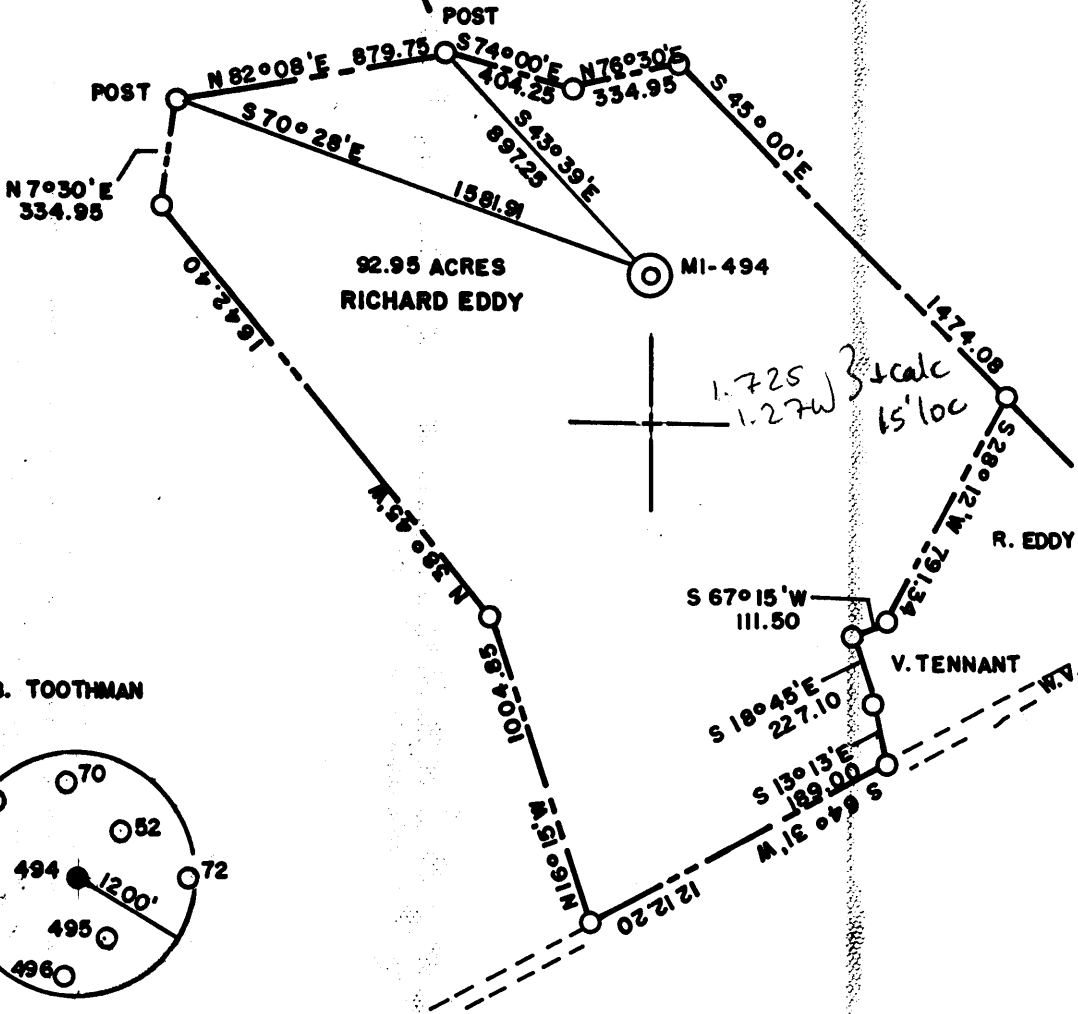 POST
N 82°08'E 879.75
S 74°00'E
404.25
N76°30'E
334.95
POST
S 70°28'E
1581.91
S 43°39'E
897.25
S 45°00'E
1474.08
N 7°30'E
334.95
1642.40
N 38°45'W
92.95 ACRES
RICHARD EDDY
MI-494
1.725
1.27W
+calc
15' loc
S 28°12'W 791.34
R. EDDY
S 67°15'W
111.50
V. TENNANT
W.V.
S 18°45'E
227.10
S 13°13'E
189.00
S 64°31'W
1212.20
1004.85
N16°15'W
B. TOOTHMAN
70
52
494
72
1200'
495
496